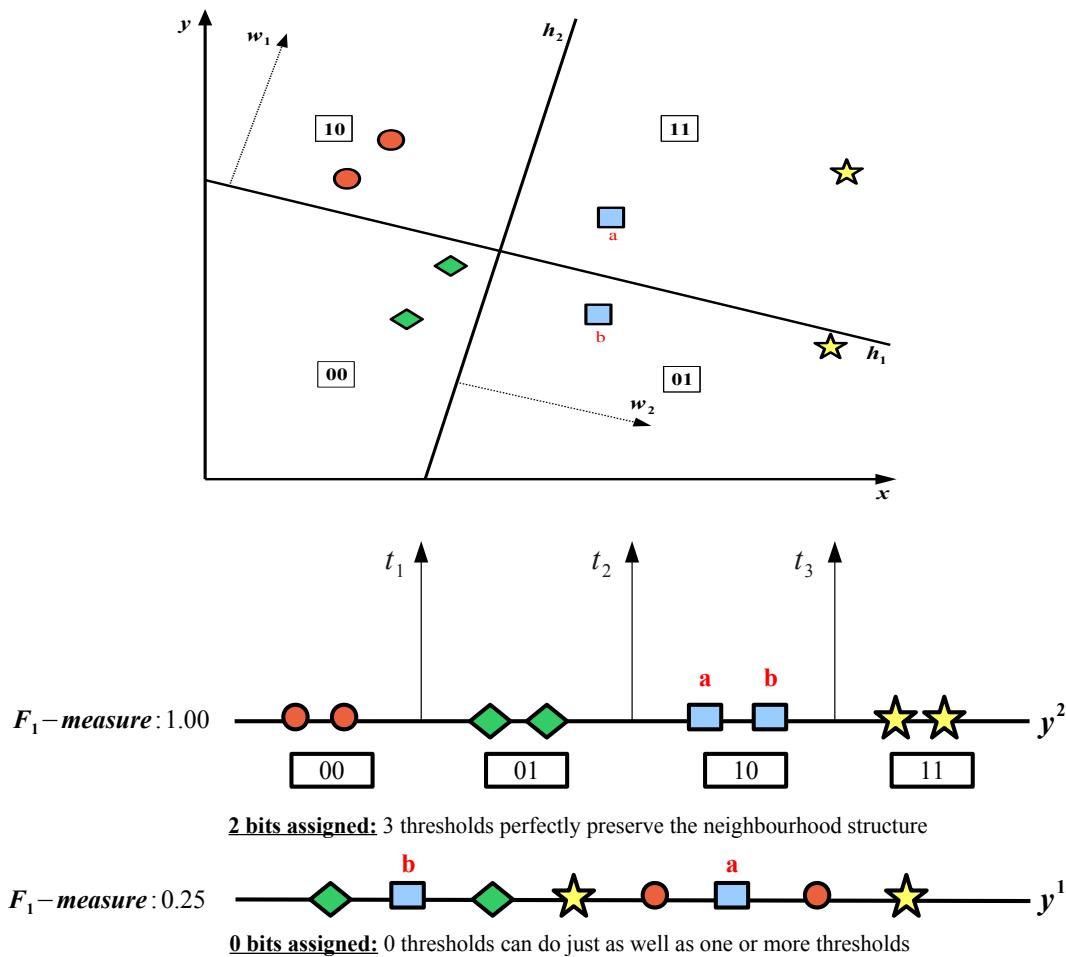 y
w₁
h₂
10
11
a
b
h₁
00
01
w₂
x
t₁
t₂
t₃
a b
F₁−measure:1.00
y²
00 01 10 11
2 bits assigned: 3 thresholds perfectly preserve the neighbourhood structure
b a
F₁−measure:0.25
y¹
0 bits assigned: 0 thresholds can do just as well as one or more thresholds